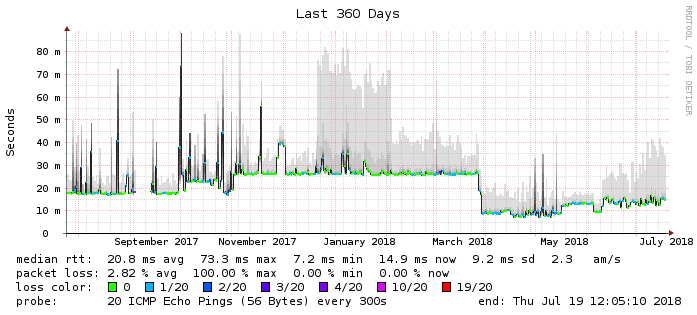 Last 360 Days
RRDTOOL / TOBI OETIKER
Seconds
80 m
70 m
60 m
50 m
40 m
30 m
20 m
10 m
0
September 2017 November 2017 January 2018 March 2018 May 2018 July 2018
median rtt: 20.8 ms avg 73.3 ms max 7.2 ms min 14.9 ms now 9.2 ms sd 2.3 am/s
packet loss: 2.82 % avg 100.00 % max 0.00 % min 0.00 % now
loss color: 0 1/20 2/20 3/20 4/20 10/20 19/20
probe: 20 ICMP Echo Pings (56 Bytes) every 300s end: Thu Jul 19 12:05:10 2018